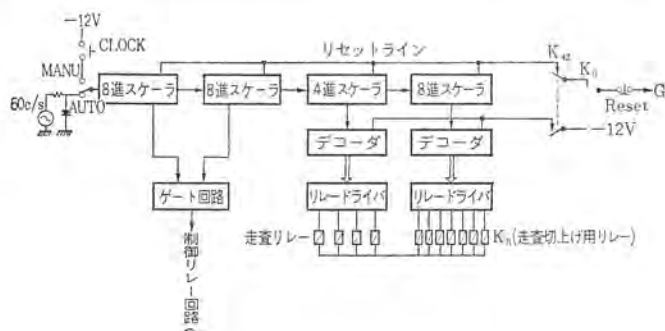 −12V
CLOCK
MANU
AUTO
60c/s
リセットライン
8進スケーラ
8進スケーラ
4進スケーラ
8進スケーラ
K42
K0
Reset
G
−12V
デコーダ
デコーダ
ゲート回路
リレードライバ
リレードライバ
走査リレー
Kn(走査切上げ用リレー)
制御リレー回路